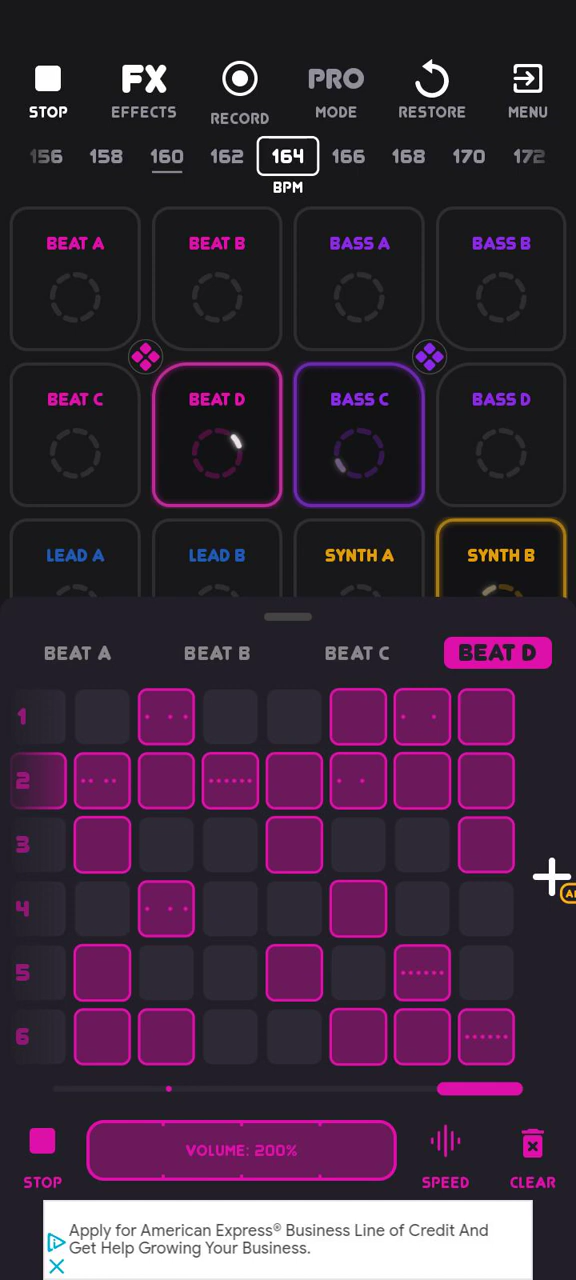 FX PRO
STOP EFFECTS RECORD MODE RESTORE MENU
156 158 160 162 164 166 168 170 172
BPM
BEAT A BEAT B BASS A BASS B
BEAT C BEAT D BASS C BASS D
LEAD A LEAD B SYNTH A SYNTH B
BEAT A BEAT B BEAT C BEAT D
1
2
3
4
5
6
VOLUME: 200%
STOP SPEED CLEAR
Apply for American Express® Business Line of Credit And
Get Help Growing Your Business.